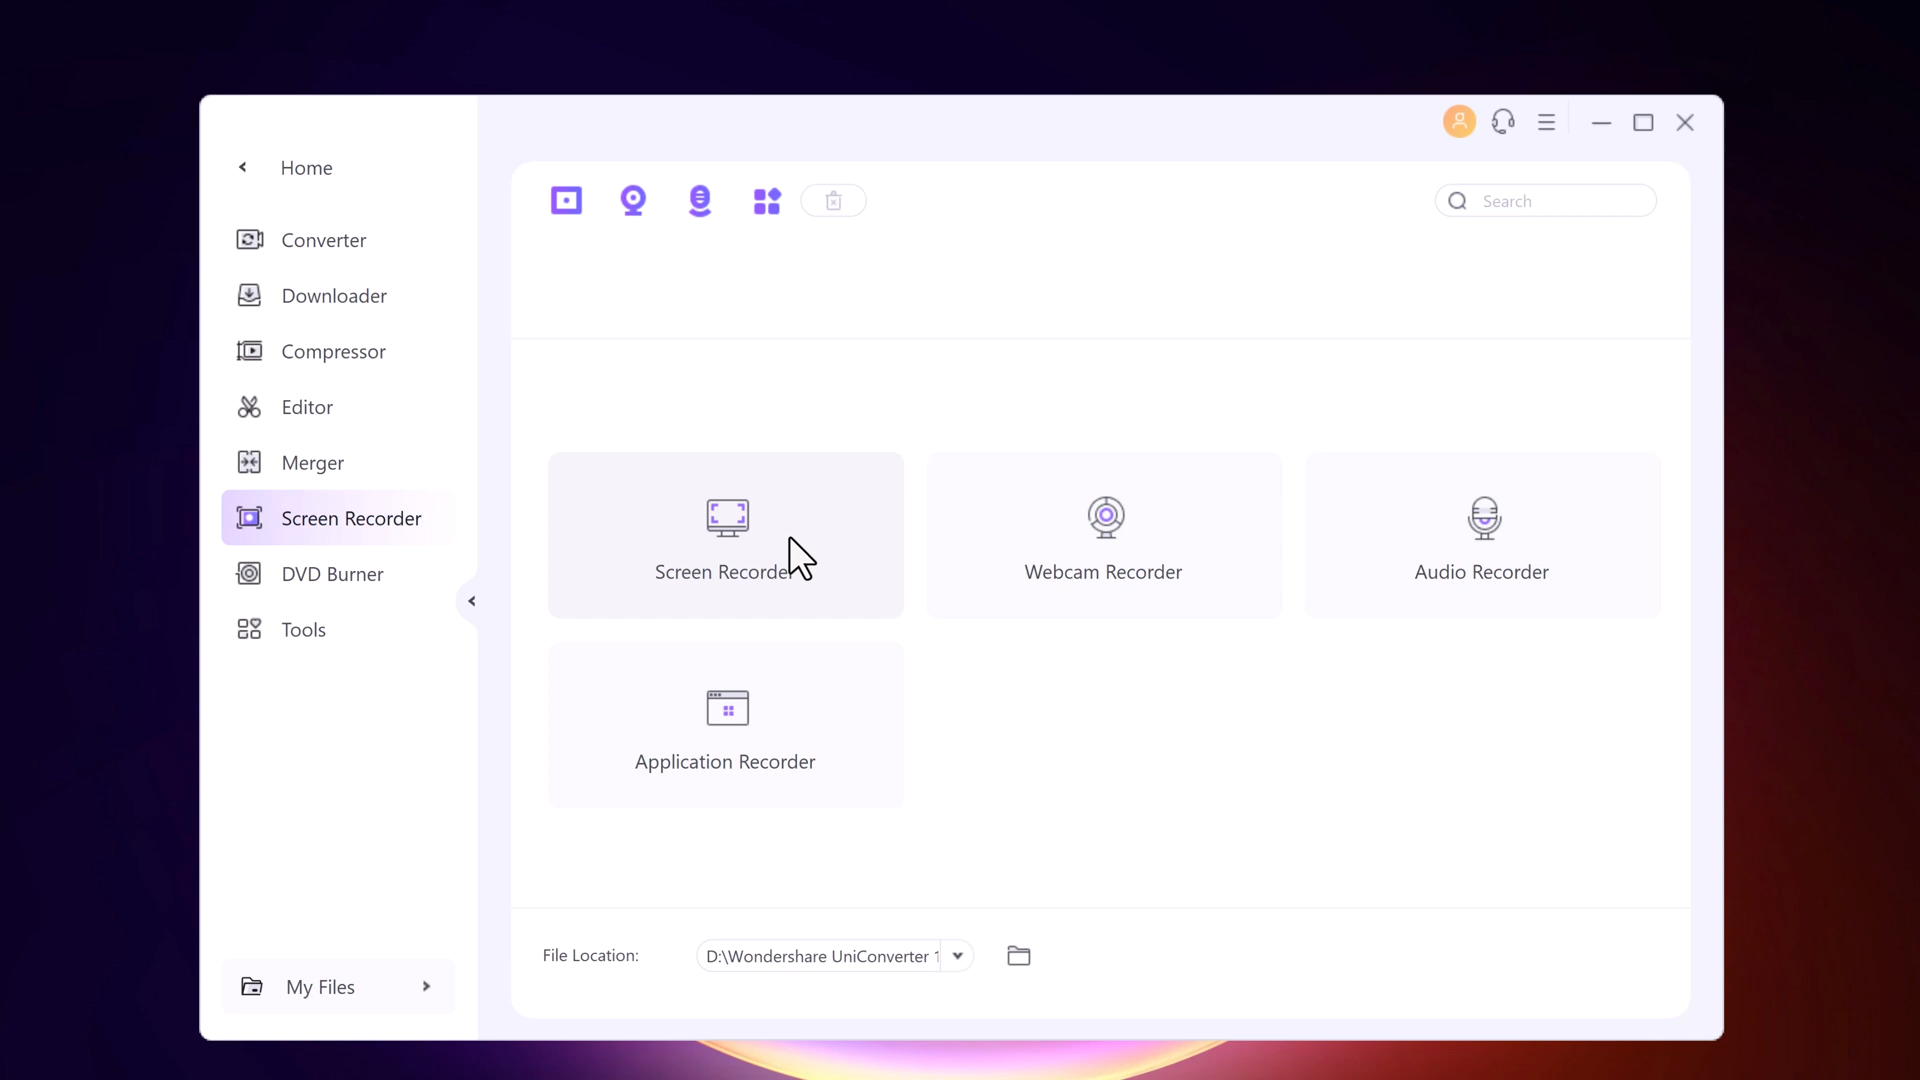 Home
Search
Converter
Downloader
Compressor
Editor
Merger
Screen Recorder
Screen Recorder
Webcam Recorder
Audio Recorder
DVD Burner
Tools
Application Recorder
File Location:
D:\Wondershare UniConverter 1
My Files